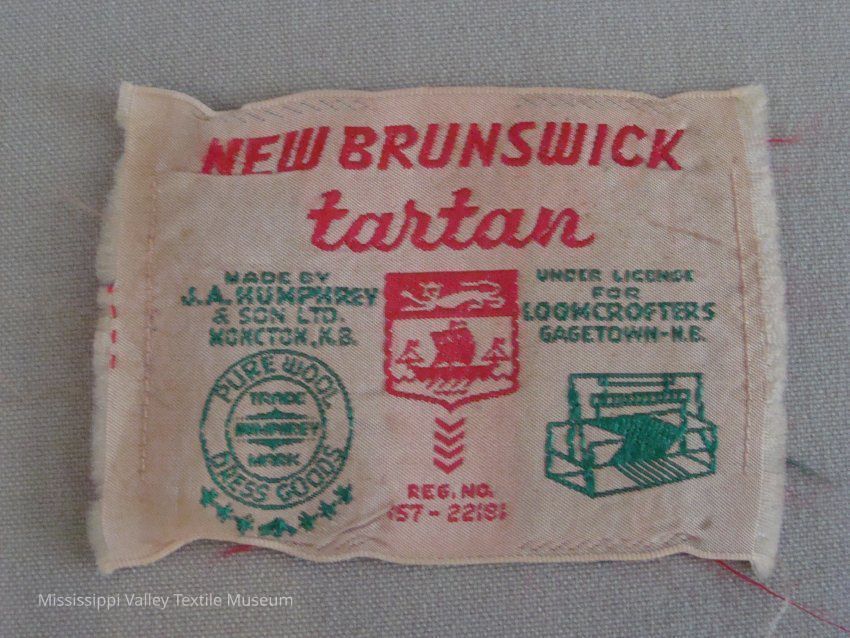 NEW BRUNSWICK
tartan
MADE BY
J.A. HUMPHREY
& SON LTD.
MONCTON, N.B.
UNDER LICENSE
FOR
LOOMCROFTERS
GAGETOWN-N.B.
PURE WOOL
TRADE
HUMPHREY
MARK
DRESS GOODS
REG. NO.
157-22181
Mississippi Valley Textile Museum